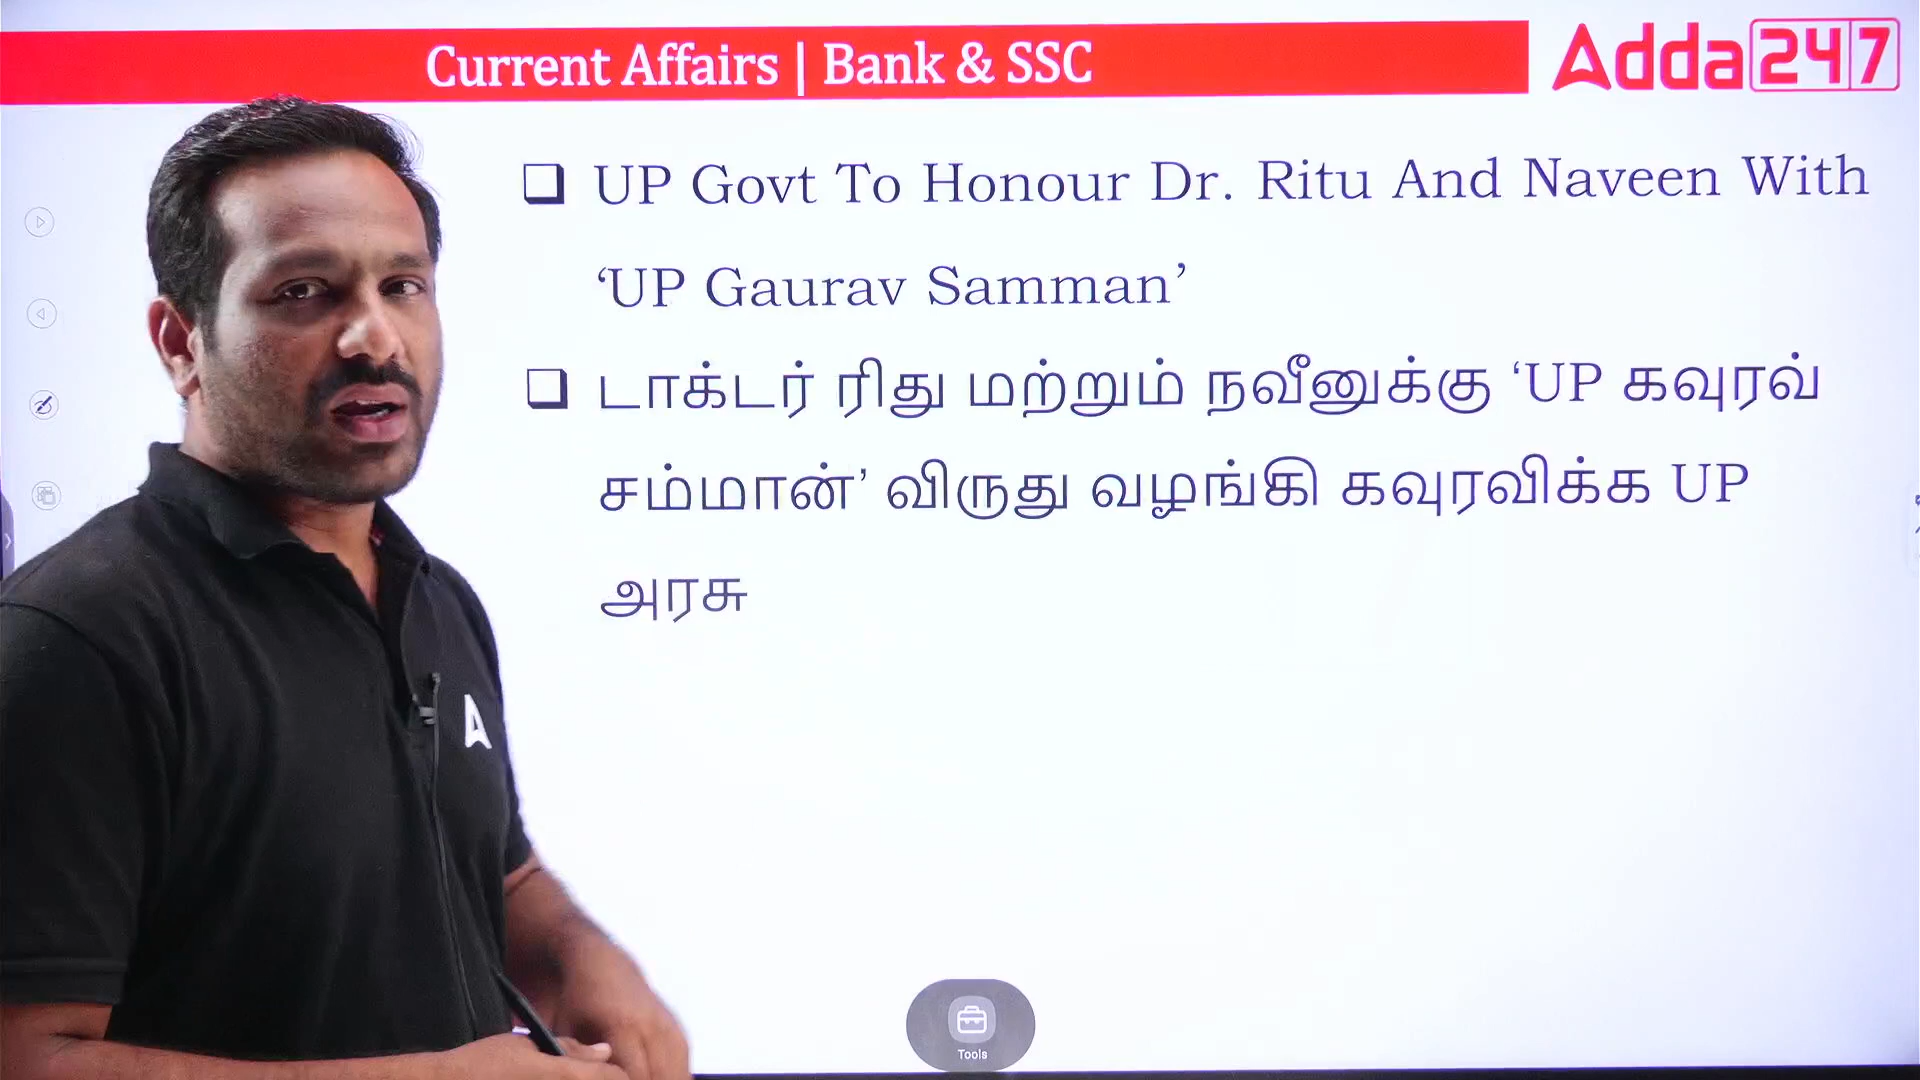 Current Affairs | Bank & SSC
Adda247
❑ UP Govt To Honour Dr. Ritu And Naveen With
‘UP Gaurav Samman’
❑ டாக்டர் ரிது மற்றும் நவீனுக்கு ‘UP கவுரவ்
சம்மான்’ விருது வழங்கி கவுரவிக்க UP
அரசு
Tools